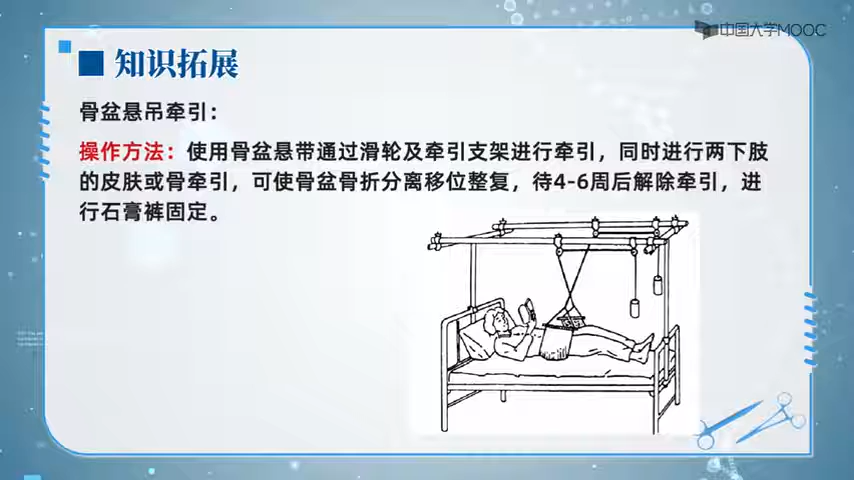 中国大学MOOC
知识拓展
骨盆悬吊牵引：
操作方法：使用骨盆悬带通过滑轮及牵引支架进行牵引，同时进行两下肢
的皮肤或骨牵引，可使骨盆骨折分离移位整复，待4-6周后解除牵引，进
行石膏裤固定。